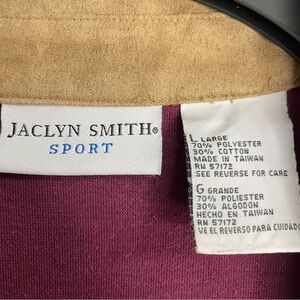 JACLYN SMITH®
SPORT
L LARGE
70% POLYESTER
30% COTTON
MADE IN TAIWAN
RN 57172
SEE REVERSE FOR CARE
G GRANDE
70% POLIESTER
30% ALGODON
HECHO EN TAIWAN
RN 57172
VE EL REVERSO PARA CUIDADO